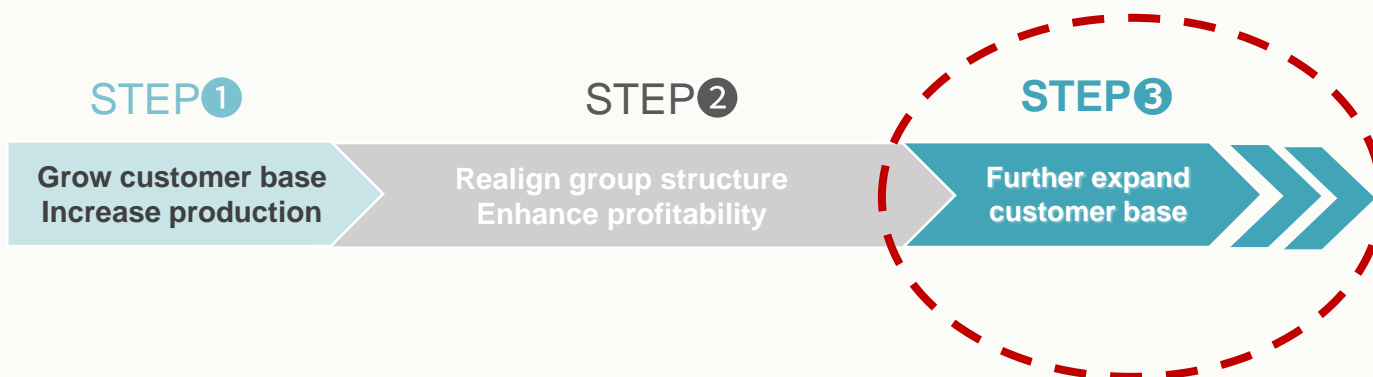 STEP❶
Grow customer base
Increase production
STEP❷
Realign group structure
Enhance profitability
STEP❸
Further expand
customer base